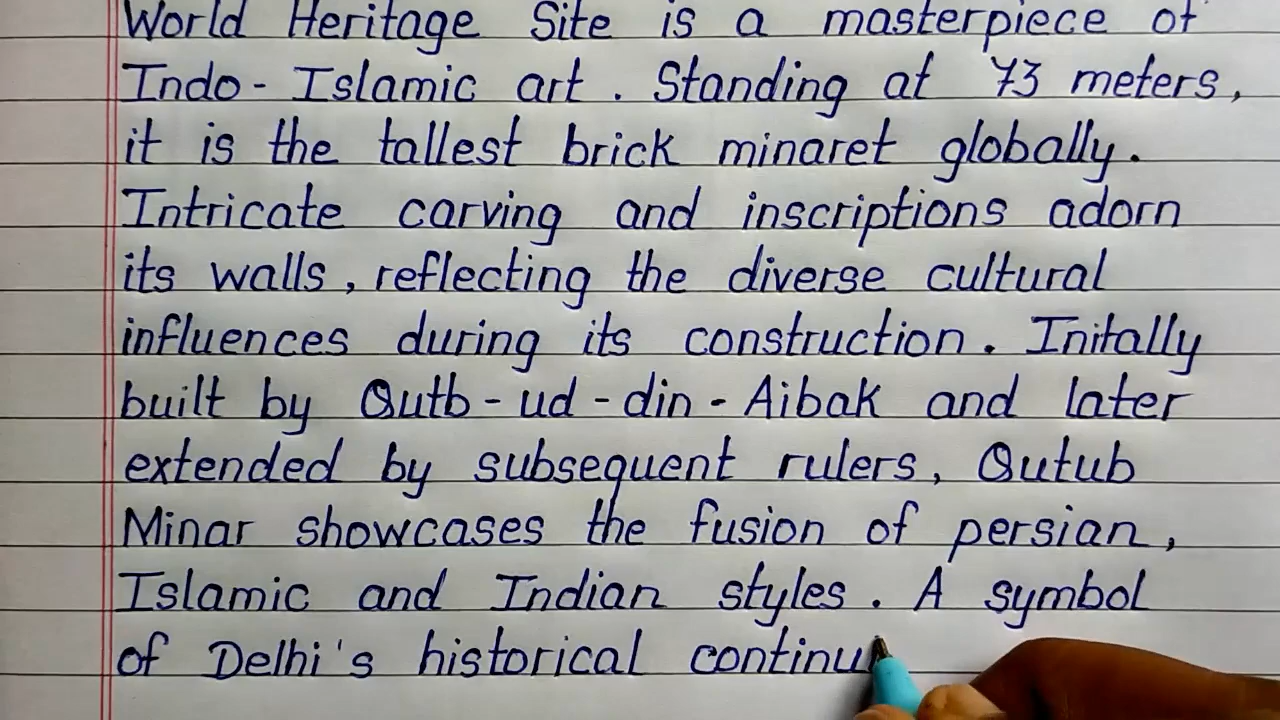 World Heritage Site is a masterpiece of
Indo - Islamic art . Standing at 73 meters,
it is the tallest brick minaret globally.
Intricate carving and inscriptions adorn
its walls , reflecting the diverse cultural
influences during its construction . Initally
built by Qutb - ud - din - Aibak and later
extended by subsequent rulers, Qutub
Minar showcases the fusion of persian,
Islamic and Indian styles . A symbol
of Delhi's historical continu